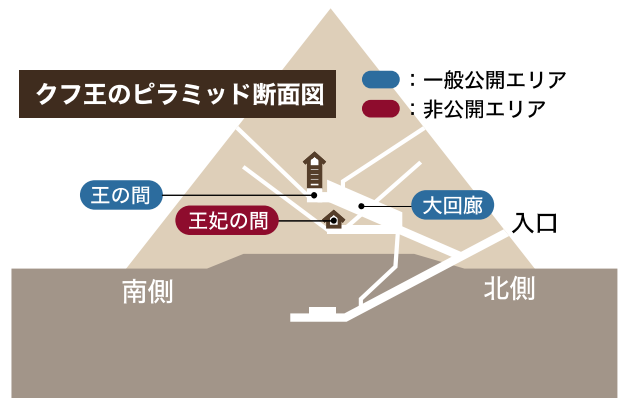 クフ王のピラミッド断面図
：一般公開エリア
：非公開エリア
王の間
王妃の間
大回廊
入口
南側
北側